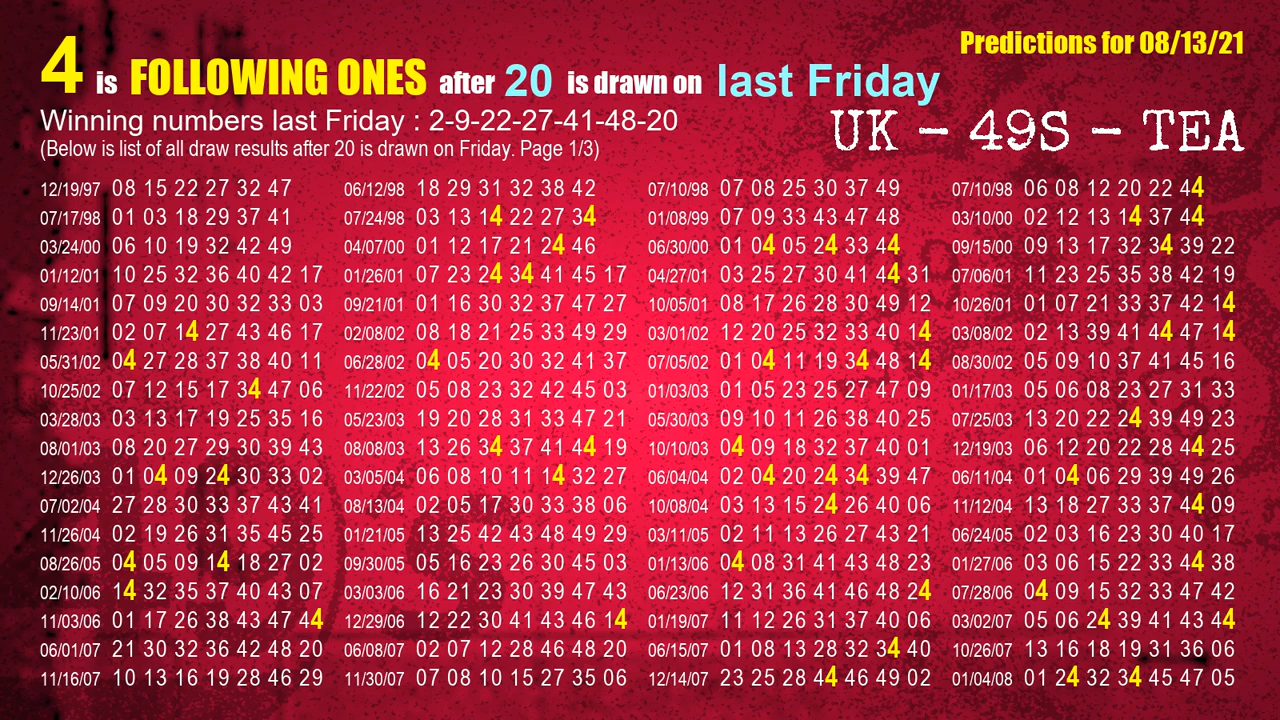 Predictions for 08/13/21
4 is FOLLOWING ONES after 20 is drawn on last Friday
Winning numbers last Friday : 2-9-22-27-41-48-20
UK - 49S - TEA
(Below is list of all draw results after 20 is drawn on Friday. Page 1/3)
12/19/97 08 15 22 27 32 47 06/12/98 18 29 31 32 38 42 07/10/98 07 08 25 30 37 49 07/10/98 06 08 12 20 22 44
07/17/98 01 03 18 29 37 41 07/24/98 03 13 14 22 27 34 01/08/99 07 09 33 43 47 48 03/10/00 02 12 13 14 37 44
03/24/00 06 10 19 32 42 49 04/07/00 01 12 17 21 24 46 06/30/00 01 04 05 24 33 44 09/15/00 09 13 17 32 34 39 22
01/12/01 10 25 32 36 40 42 17 01/26/01 07 23 24 34 41 45 17 04/27/01 03 25 27 30 41 44 31 07/06/01 11 23 25 35 38 42 19
09/14/01 07 09 20 30 32 33 03 09/21/01 01 16 30 32 37 47 27 10/05/01 08 17 26 28 30 49 12 10/26/01 01 07 21 33 37 42 14
11/23/01 02 07 14 27 43 46 17 02/08/02 08 18 21 25 33 49 29 03/01/02 12 20 25 32 33 40 14 03/08/02 02 13 39 41 44 47 14
05/31/02 04 27 28 37 38 40 11 06/28/02 04 05 20 30 32 41 37 07/05/02 01 04 11 19 34 48 14 08/30/02 05 09 10 37 41 45 16
10/25/02 07 12 15 17 34 47 06 11/22/02 05 08 23 32 42 45 03 01/03/03 01 05 23 25 27 47 09 01/17/03 05 06 08 23 27 31 33
03/28/03 03 13 17 19 25 35 16 05/23/03 19 20 28 31 33 47 21 05/30/03 09 10 11 26 38 40 25 07/25/03 13 20 22 24 39 49 23
08/01/03 08 20 27 29 30 39 43 08/08/03 13 26 34 37 41 44 19 10/10/03 04 09 18 32 37 40 01 12/19/03 06 12 20 22 28 44 25
12/26/03 01 04 09 24 30 33 02 03/05/04 06 08 10 11 14 32 27 06/04/04 02 04 20 24 34 39 47 06/11/04 01 04 06 29 39 49 26
07/02/04 27 28 30 33 37 43 41 08/13/04 02 05 17 30 33 38 06 10/08/04 03 13 15 24 26 40 06 11/12/04 13 18 27 33 37 44 09
11/26/04 02 19 26 31 35 45 25 01/21/05 13 25 42 43 48 49 29 03/11/05 02 11 13 26 27 43 21 06/24/05 02 03 16 23 30 40 17
08/26/05 04 05 09 14 18 27 02 09/30/05 05 16 23 26 30 45 03 01/13/06 04 08 31 41 43 48 23 01/27/06 03 06 15 22 33 44 38
02/10/06 14 32 35 37 40 43 07 03/03/06 16 21 23 30 39 47 43 06/23/06 12 31 36 41 46 48 24 07/28/06 04 09 15 32 33 47 42
11/03/06 01 17 26 38 43 47 44 12/29/06 12 22 30 41 43 46 14 01/19/07 11 12 26 31 37 40 06 03/02/07 05 06 24 39 41 43 44
06/01/07 21 30 32 36 42 48 20 06/08/07 02 07 12 28 46 48 20 06/15/07 01 08 13 28 32 34 40 10/26/07 13 16 18 19 31 36 06
11/16/07 10 13 16 19 28 46 29 11/30/07 07 08 10 15 27 35 06 12/14/07 23 25 28 44 46 49 02 01/04/08 01 24 32 34 45 47 05